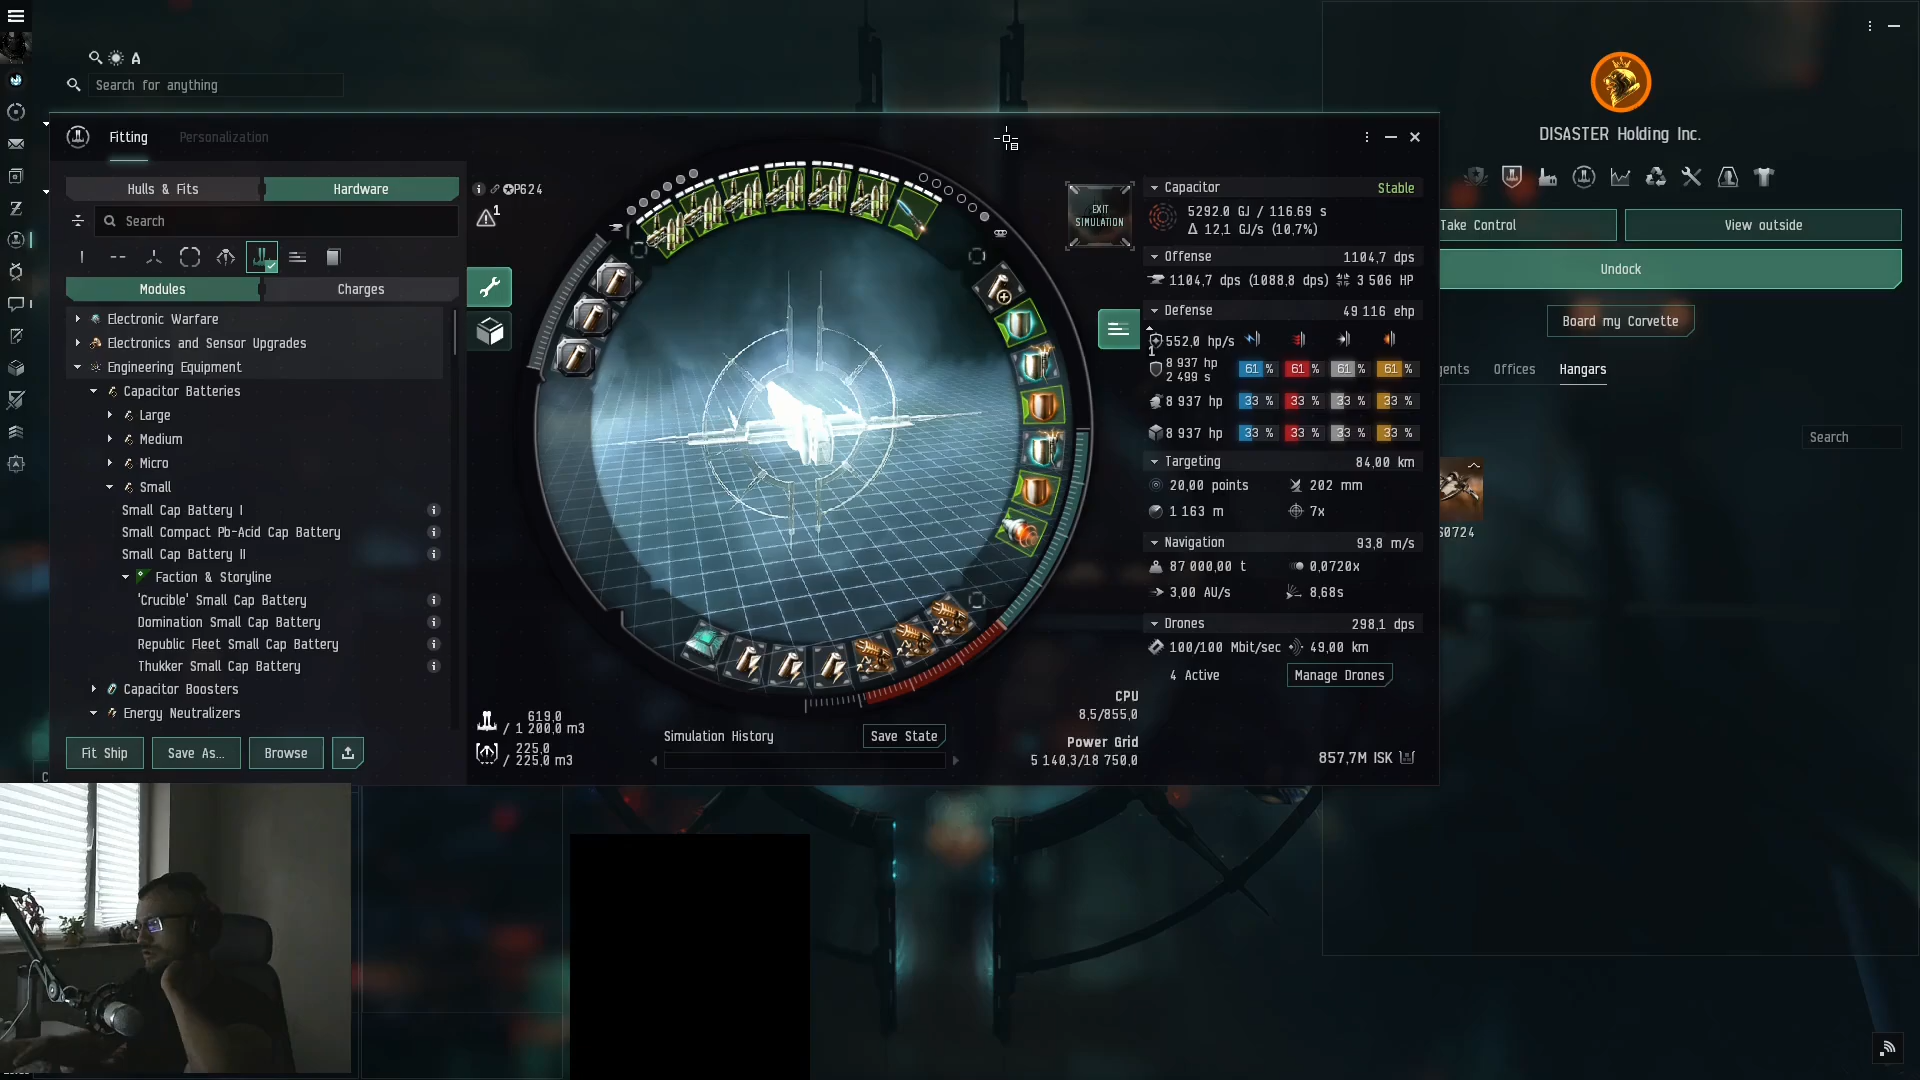 A
Search for anything
Fitting
Personalization
Hulls & Fits
Hardware
Search
Modules
Charges
Electronic Warfare
Electronics and Sensor Upgrades
Engineering Equipment
Capacitor Batteries
Large
Medium
Micro
Small
Small Cap Battery I
Small Compact Pb-Acid Cap Battery
Small Cap Battery II
Faction & Storyline
'Crucible' Small Cap Battery
Domination Small Cap Battery
Republic Fleet Small Cap Battery
Thukker Small Cap Battery
Capacitor Boosters
Energy Neutralizers
Fit Ship
Save As...
Browse
P624
1
619,0
/ 1 200,0 m3
225,0
/ 225,0 m3
Simulation History
Save State
CPU
8,5/855,0
Power Grid
5 140,3/18 750,0
EXIT
SIMULATION
Capacitor
Stable
5292.0 GJ / 116.69 s
Δ 12,1 GJ/s (10,7%)
Offense
1104,7 dps
1104,7 dps (1088,8 dps)
3 506 HP
Defense
49 116 ehp
552,0 hp/s
1
8 937 hp
2 499 s
61 %
61 %
61 %
61 %
8 937 hp
33 %
33 %
33 %
33 %
8 937 hp
33 %
33 %
33 %
33 %
Targeting
84,00 km
20,00 points
202 mm
1 163 m
7x
Navigation
93,8 m/s
87 000,00 t
0,0720x
3,00 AU/s
8,68s
Drones
298,1 dps
100/100 Mbit/sec
49,00 km
4 Active
Manage Drones
857,7M ISK
DISASTER Holding Inc.
Take Control
View outside
Undock
Board my Corvette
gents
Offices
Hangars
Search
S0724